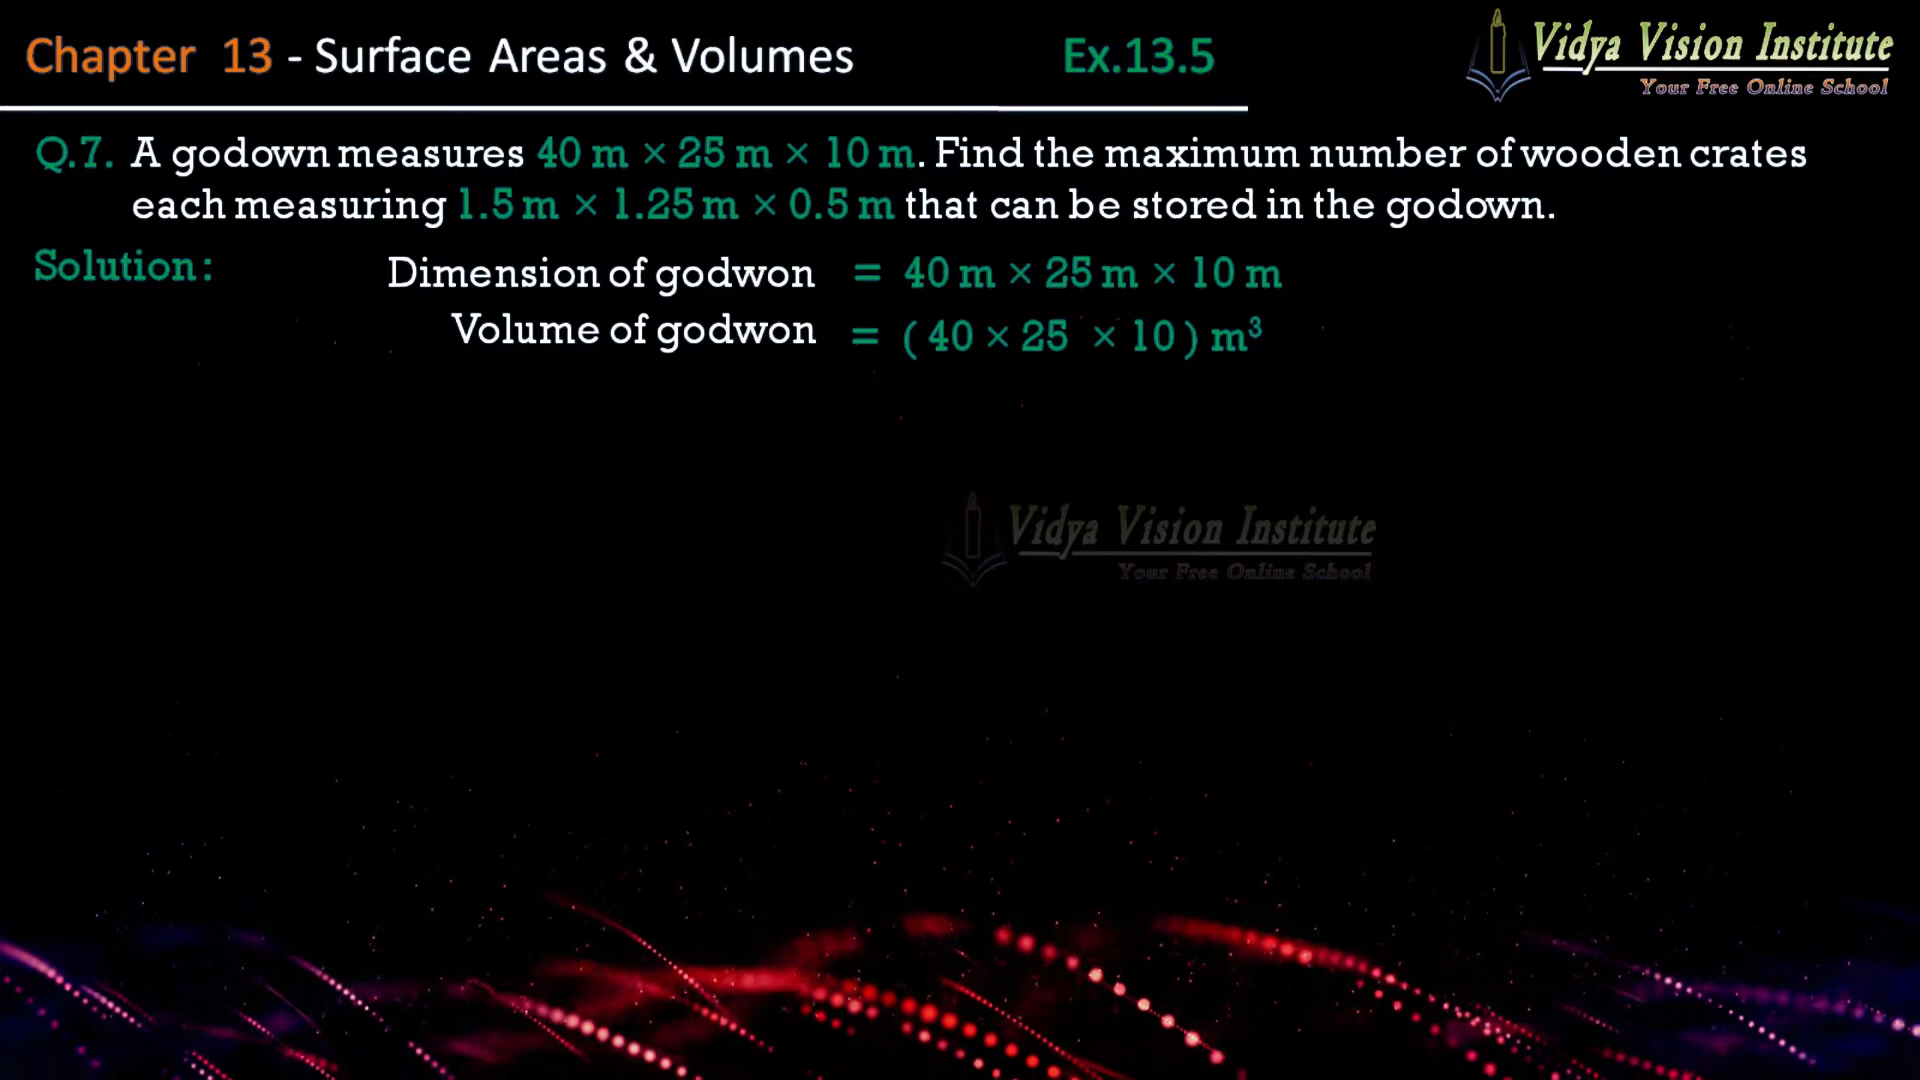 Chapter 13 - Surface Areas & Volumes Ex.13.5
Vidya Vision Institute
Your Free Online School
Q.7. A godown measures 40 m × 25 m × 10 m. Find the maximum number of wooden crates
each measuring 1.5 m × 1.25 m × 0.5 m that can be stored in the godown.
Solution: Dimension of godwon = 40 m × 25 m × 10 m
Volume of godwon = ( 40 × 25 × 10 ) m³
Vidya Vision Institute
Your Free Online School